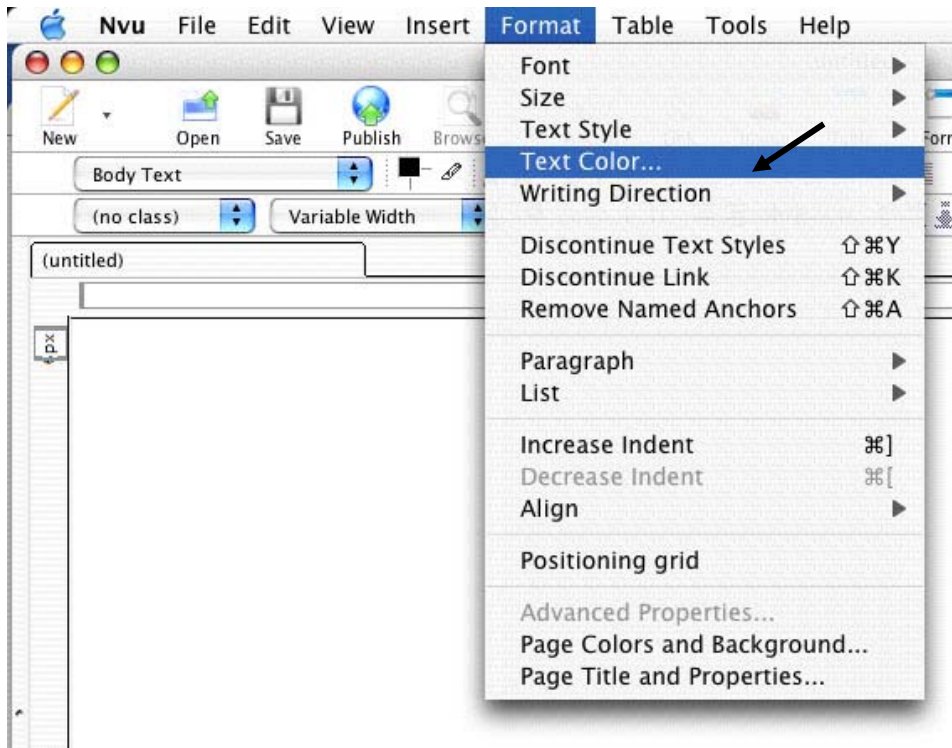 Nvu File Edit View Insert Format Table Tools Help
New Open Save Publish Brows
Body Text
(no class) Variable Width
(untitled)
px
Font
Size
Text Style
Text Color...
Writing Direction
Discontinue Text Styles ⇧⌘Y
Discontinue Link ⇧⌘K
Remove Named Anchors ⇧⌘A
Paragraph
List
Increase Indent ⌘]
Decrease Indent ⌘[
Align
Positioning grid
Advanced Properties...
Page Colors and Background...
Page Title and Properties...